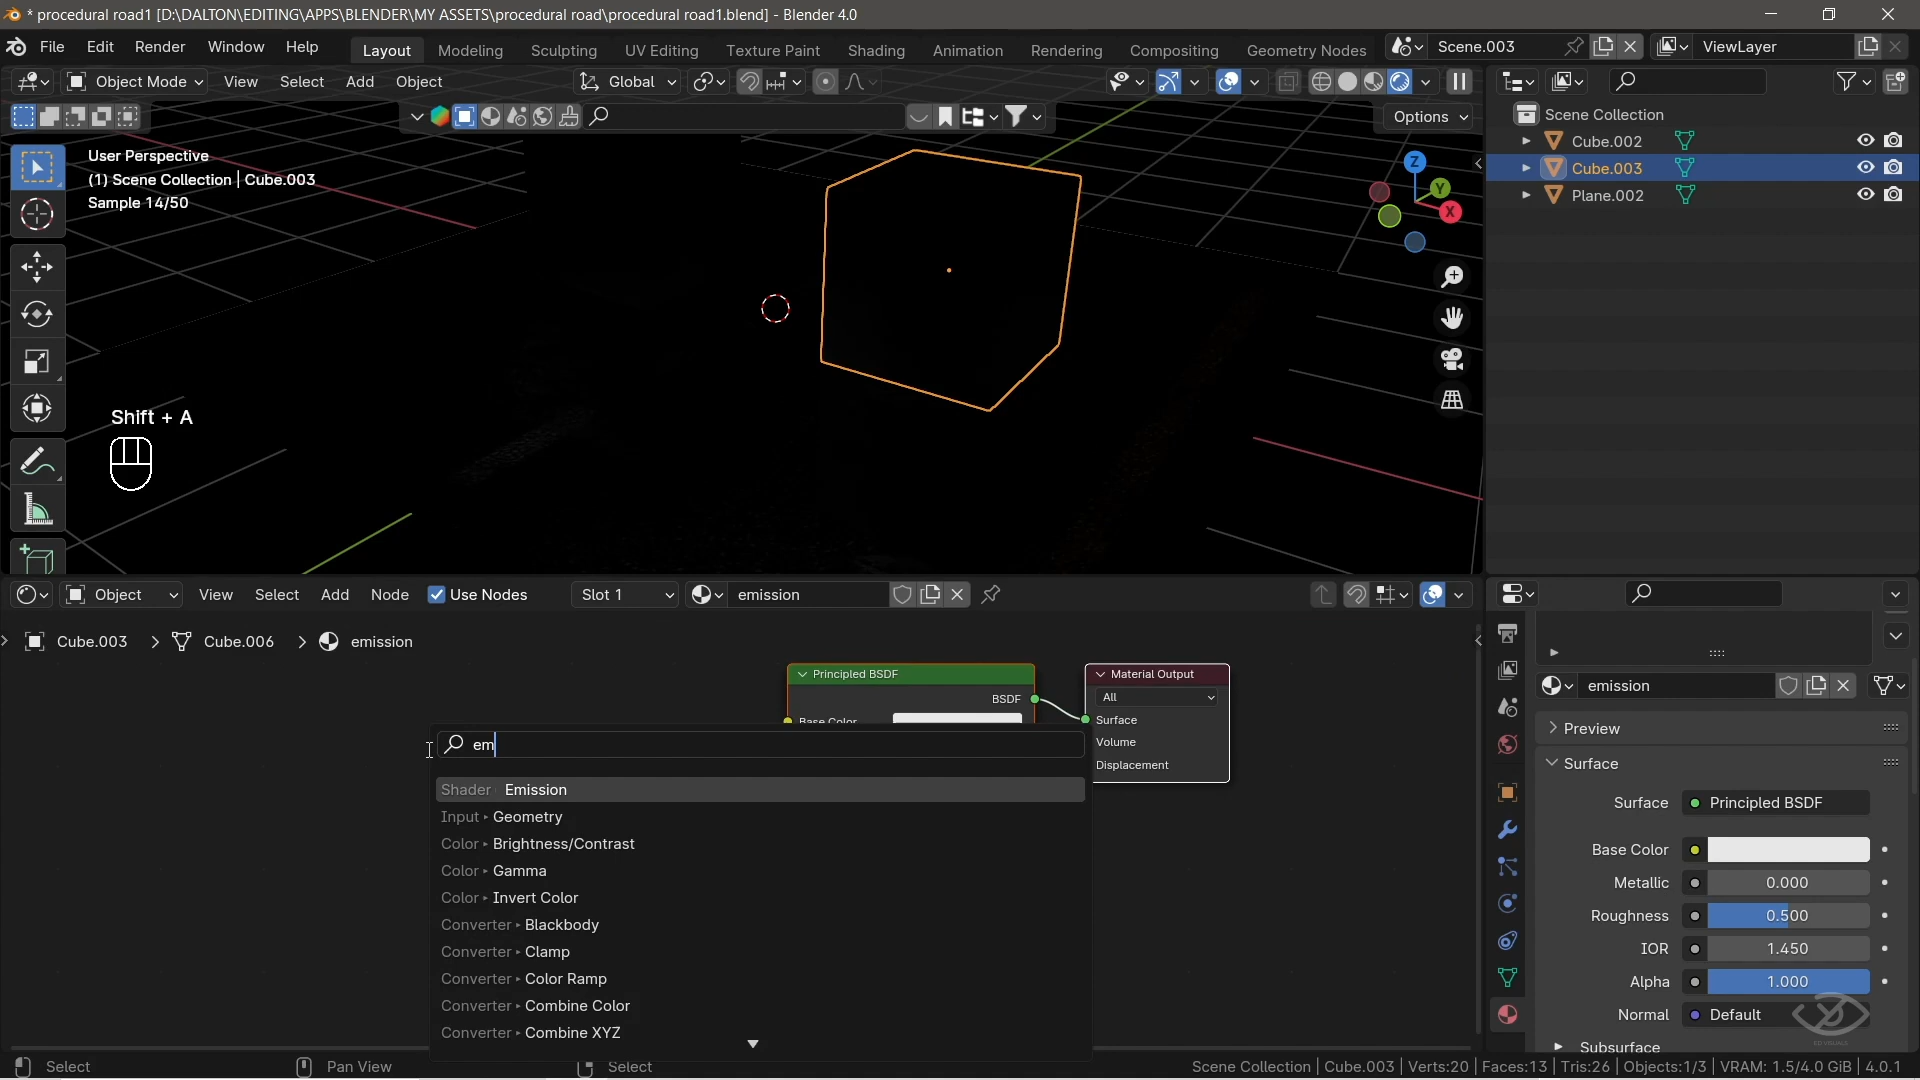 * procedural road1 [D:\DALTON\EDITING\APPS\BLENDER\MY ASSETS\procedural road\procedural road1.blend] - Blender 4.0
File Edit Render Window Help Layout Modeling Sculpting UV Editing Texture Paint Shading Animation Rendering Compositing Geometry Nodes Scene.003 ViewLayer
Object Mode View Select Add Object Global
Options
User Perspective
(1) Scene Collection | Cube.003
Sample 14/50
Z
Y
X
Shift + A
Scene Collection
Cube.002
Cube.003
Plane.002
Object View Select Add Node Use Nodes Slot 1 emission
Cube.003 Cube.006 emission
Principled BSDF
BSDF
Base Color
Material Output
All
Surface
Volume
Displacement
em
Shader Emission
Input Geometry
Color Brightness/Contrast
Color Gamma
Color Invert Color
Converter Blackbody
Converter Clamp
Converter Color Ramp
Converter Combine Color
Converter Combine XYZ
emission
Preview
Surface
Surface Principled BSDF
Base Color
Metallic 0.000
Roughness 0.500
IOR 1.450
Alpha 1.000
Normal Default
Subsurface
Select Pan View Select Scene Collection | Cube.003 | Verts:20 | Faces:13 | Tris:26 | Objects:1/3 | VRAM: 1.5/4.0 GiB | 4.0.1